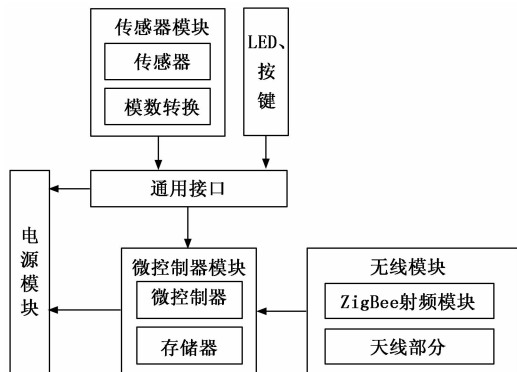 传感器模块
传感器
模数转换
LED、
按
键
通用接口
电
源
模
块
微控制器模块
微控制器
存储器
无线模块
ZigBee射频模块
天线部分